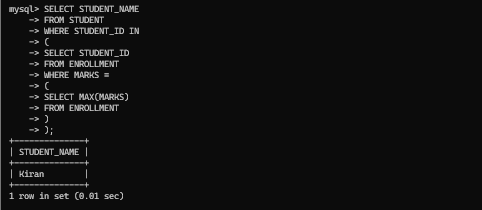 mysql> SELECT STUDENT_NAME
    -> FROM STUDENT
    -> WHERE STUDENT_ID IN
    -> (
    -> SELECT STUDENT_ID
    -> FROM ENROLLMENT
    -> WHERE MARKS =
    -> (
    -> SELECT MAX(MARKS)
    -> FROM ENROLLMENT
    -> )
    -> );
+--------------+
| STUDENT_NAME |
+--------------+
| Kiran        |
+--------------+
1 row in set (0.01 sec)